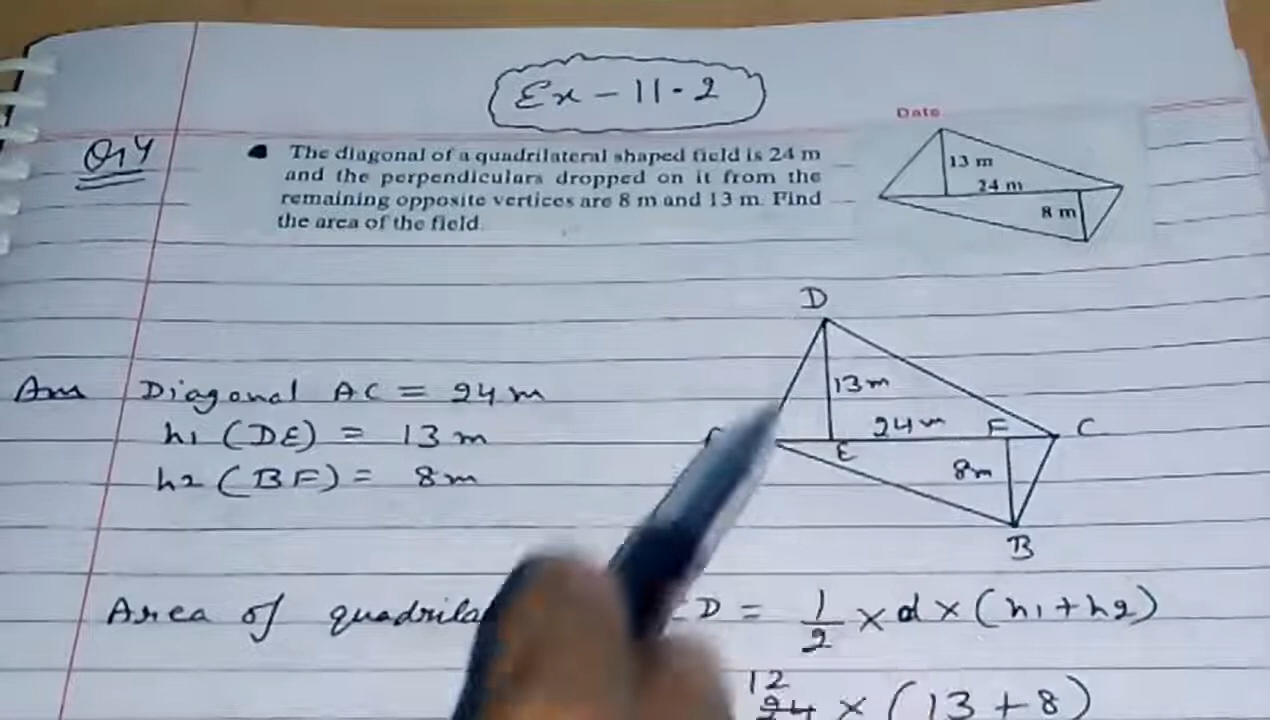 Ex - 11.2
Date
Q.4
The diagonal of a quadrilateral shaped field is 24 m
and the perpendiculars dropped on it from the
remaining opposite vertices are 8 m and 13 m. Find
the area of the field.
13 m
24 m
8 m
D
13m
24m F C
E
8m
B
Ans Diagonal AC = 24 m
h1 (DE) = 13 m
h2 (BF) = 8m
Area of D = 1/2 × d × (h1+h2)
12
24 × (13 + 8)